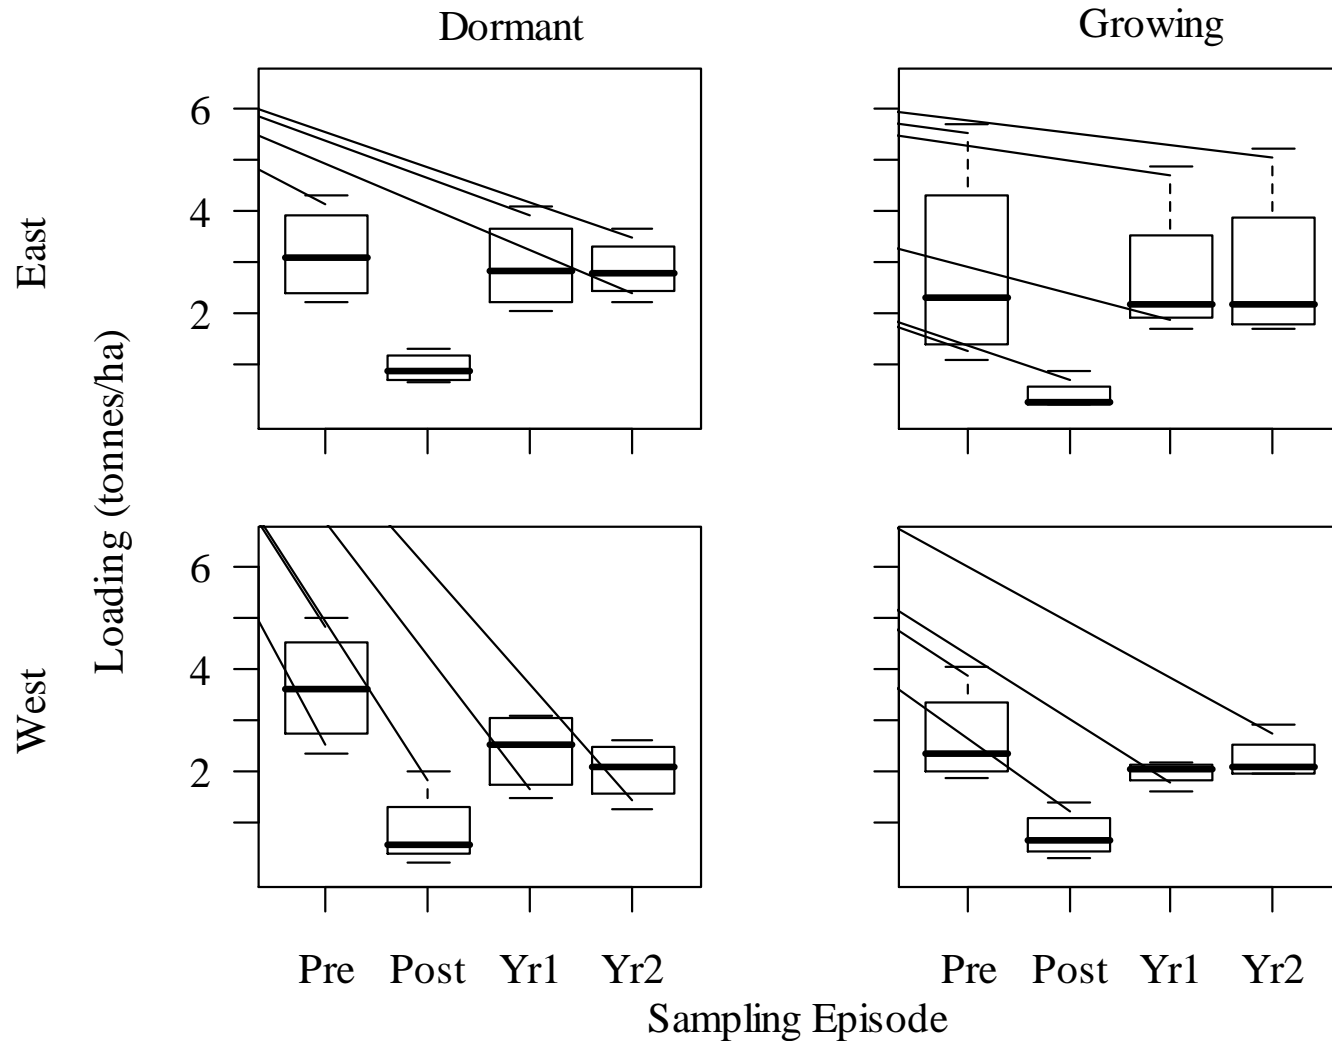 Dormant
Growing
East
6
4
2
Loading (tonnes/ha)
West
6
4
2
Pre Post Yr1 Yr2
Pre Post Yr1 Yr2
Sampling Episode